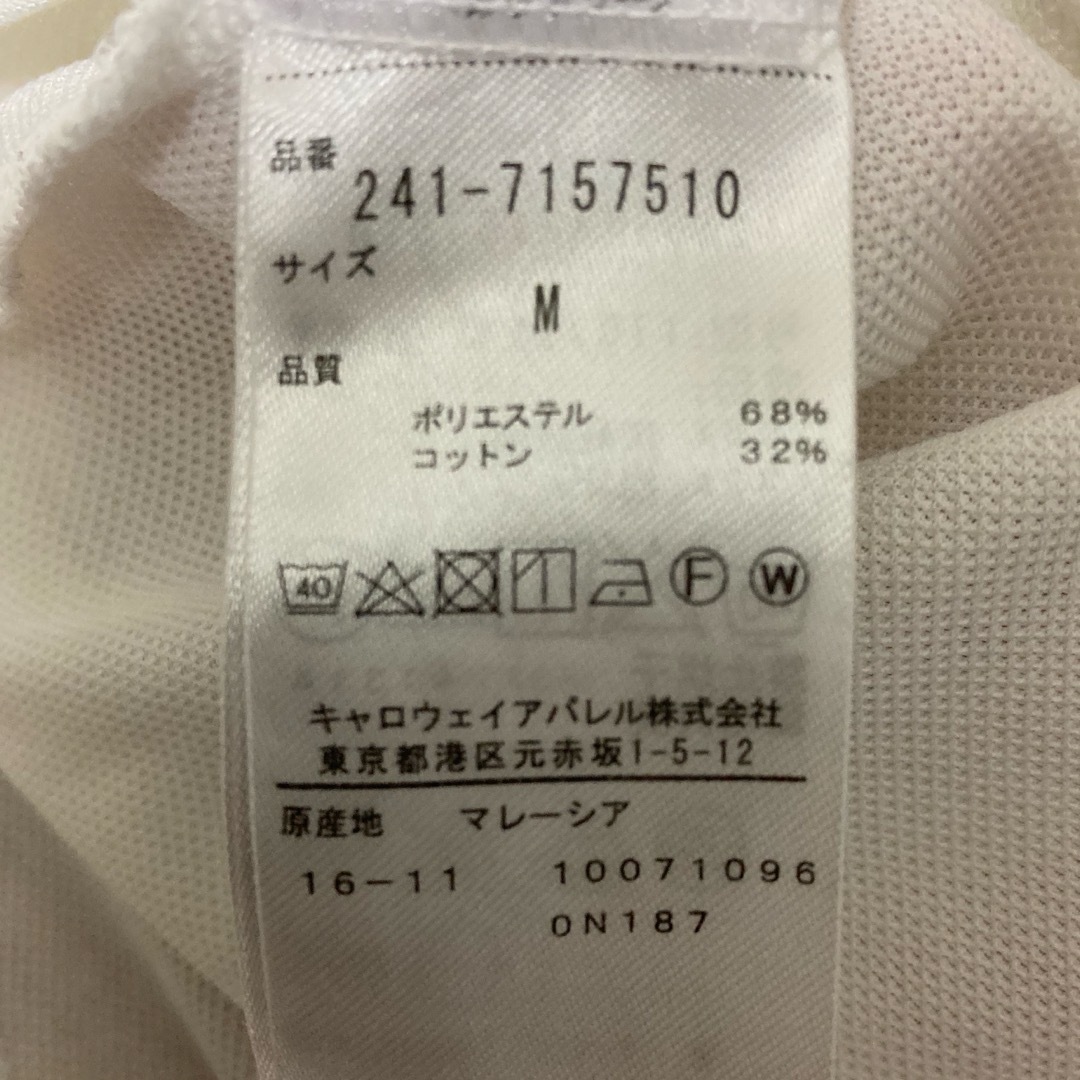 品番
241-7157510
サイズ
M
品質
ポリエステル 68%
コットン 32%
40 F W
キャロウェイアパレル株式会社
東京都港区元赤坂1-5-12
原産地 マレーシア
16-11 10071096
0N187